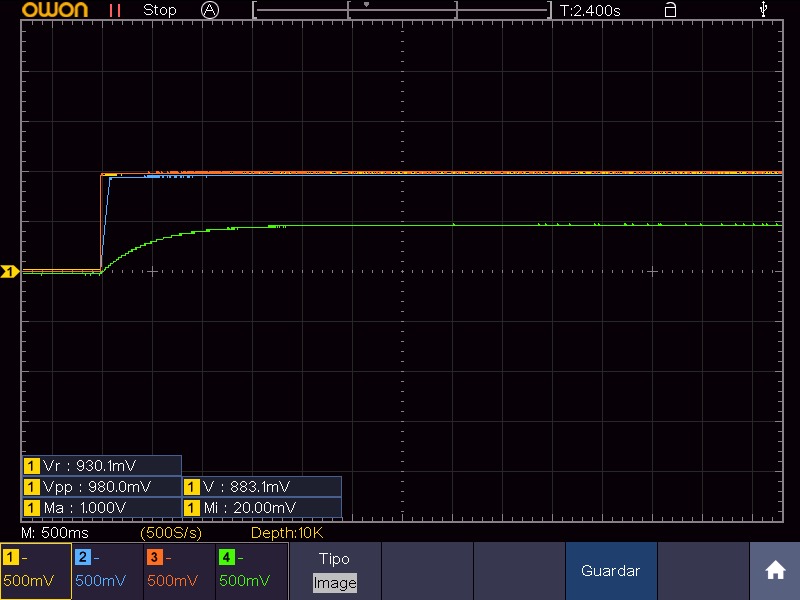 OWON Stop A T:2.400s
1
1 Vr : 930.1mV
1 Vpp : 980.0mV 1 V : 883.1mV
1 Ma : 1.000V 1 Mi : 20.00mV
M: 500ms (500S/s) Depth:10K
1 - 2 - 3 - 4 - Tipo
500mV 500mV 500mV 500mV Image Guardar